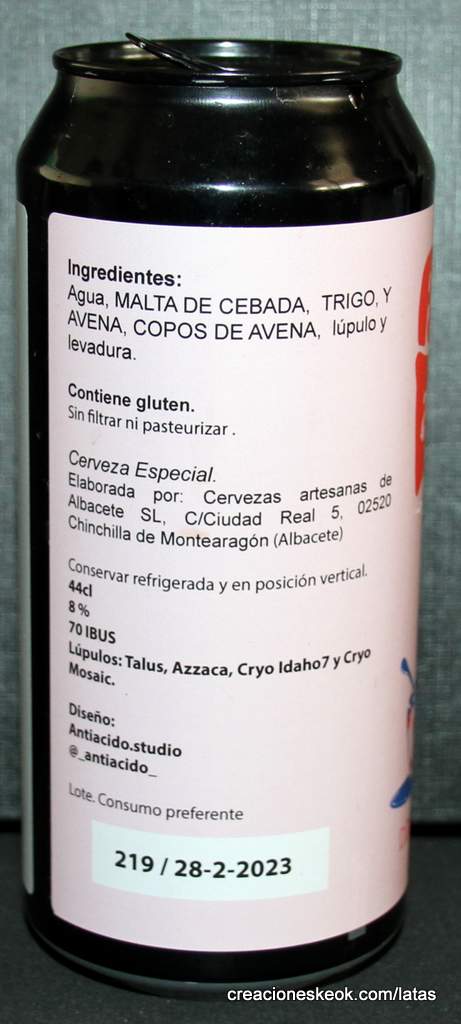 Ingredientes:
Agua, MALTA DE CEBADA, TRIGO, Y
AVENA, COPOS DE AVENA, lúpulo y
levadura.
Contiene gluten.
Sin filtrar ni pasteurizar .
Cerveza Especial.
Elaborada por: Cervezas artesanas de
Albacete SL, C/Ciudad Real 5, 02520
Chinchilla de Montearagón (Albacete)
Conservar refrigerada y en posición vertical.
44cl
8 %
70 IBUS
Lúpulos: Talus, Azzaca, Cryo Idaho7 y Cryo
Mosaic.
Diseño:
Antiacido.studio
@_antiacido_
Lote. Consumo preferente
219 / 28-2-2023
creacioneskeok.com/latas